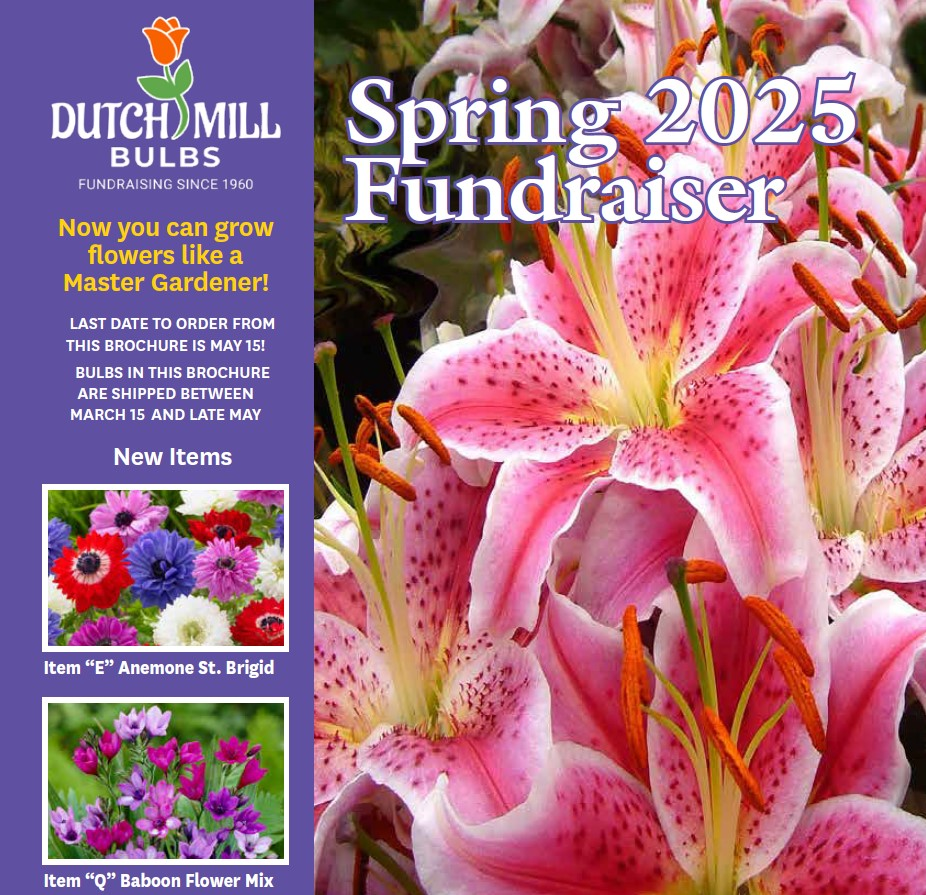 DUTCH MILL
BULBS
FUNDRAISING SINCE 1960
Now you can grow
flowers like a
Master Gardener!
LAST DATE TO ORDER FROM
THIS BROCHURE IS MAY 15!
BULBS IN THIS BROCHURE
ARE SHIPPED BETWEEN
MARCH 15 AND LATE MAY
New Items
Item “E” Anemone St. Brigid
Item “Q” Baboon Flower Mix
Spring 2025
Fundraiser